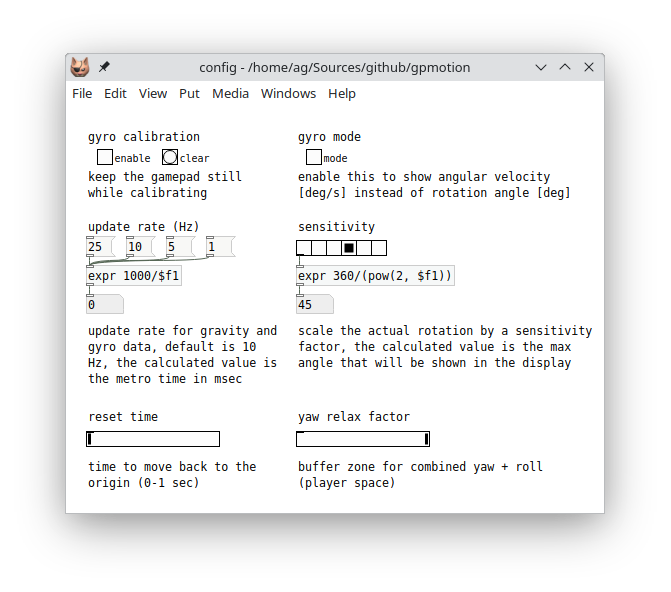 config - /home/ag/Sources/github/gpmotion
File Edit View Put Media Windows Help
gyro calibration
enable clear
keep the gamepad still
while calibrating
gyro mode
mode
enable this to show angular velocity
[deg/s] instead of rotation angle [deg]
update rate (Hz)
25 10 5 1
expr 1000/$f1
0
update rate for gravity and
gyro data, default is 10
Hz, the calculated value is
the metro time in msec
sensitivity
expr 360/(pow(2, $f1))
45
scale the actual rotation by a sensitivity
factor, the calculated value is the max
angle that will be shown in the display
reset time
time to move back to the
origin (0-1 sec)
yaw relax factor
buffer zone for combined yaw + roll
(player space)